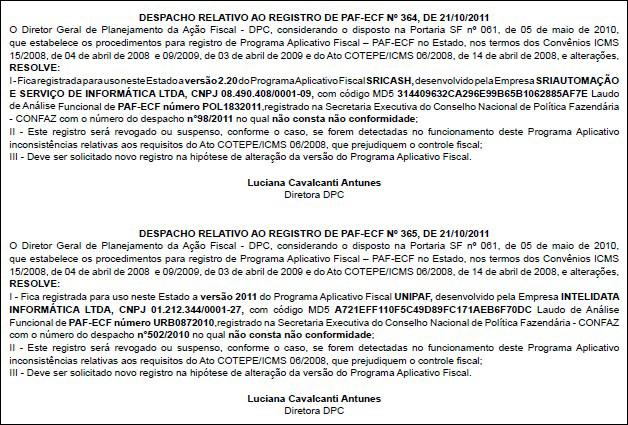 DESPACHO RELATIVO AO REGISTRO DE PAF-ECF Nº 364, DE 21/10/2011
O Diretor Geral de Planejamento da Ação Fiscal - DPC, considerando o disposto na Portaria SF nº 061, de 05 de maio de 2010,
que estabelece os procedimentos para registro de Programa Aplicativo Fiscal – PAF-ECF no Estado, nos termos dos Convênios ICMS
15/2008, de 04 de abril de 2008 e 09/2009, de 03 de abril de 2009 e do Ato COTEPE/ICMS 06/2008, de 14 de abril de 2008, e alterações,
RESOLVE:
I - Fica registrada para uso neste Estado a versão 2.20 do Programa Aplicativo Fiscal SRICASH, desenvolvido pela Empresa SRIAUTOMAÇÃO
E SERVIÇO DE INFORMÁTICA LTDA, CNPJ 08.490.408/0001-09, com código MD5 314409632CA296E99B65B1062885AF7E Laudo
de Análise Funcional de PAF-ECF número POL1832011,registrado na Secretaria Executiva do Conselho Nacional de Política Fazendária
- CONFAZ com o número do despacho nº98/2011 no qual não consta não conformidade;
II - Este registro será revogado ou suspenso, conforme o caso, se forem detectadas no funcionamento deste Programa Aplicativo
inconsistências relativas aos requisitos do Ato COTEPE/ICMS 06/2008, que prejudiquem o controle fiscal;
III - Deve ser solicitado novo registro na hipótese de alteração da versão do Programa Aplicativo Fiscal.
Luciana Cavalcanti Antunes
Diretora DPC
DESPACHO RELATIVO AO REGISTRO DE PAF-ECF Nº 365, DE 21/10/2011
O Diretor Geral de Planejamento da Ação Fiscal - DPC, considerando o disposto na Portaria SF nº 061, de 05 de maio de 2010,
que estabelece os procedimentos para registro de Programa Aplicativo Fiscal – PAF-ECF no Estado, nos termos dos Convênios ICMS
15/2008, de 04 de abril de 2008 e 09/2009, de 03 de abril de 2009 e do Ato COTEPE/ICMS 06/2008, de 14 de abril de 2008, e alterações,
RESOLVE:
I - Fica registrada para uso neste Estado a versão 2011 do Programa Aplicativo Fiscal UNIPAF, desenvolvido pela Empresa INTELIDATA
INFORMÁTICA LTDA, CNPJ 01.212.344/0001-27, com código MD5 A721EFF110F5C49D89FC171AEB6F70DC Laudo de Análise
Funcional de PAF-ECF número URB0872010,registrado na Secretaria Executiva do Conselho Nacional de Política Fazendária - CONFAZ
com o número do despacho nº502/2010 no qual não consta não conformidade;
II - Este registro será revogado ou suspenso, conforme o caso, se forem detectadas no funcionamento deste Programa Aplicativo
inconsistências relativas aos requisitos do Ato COTEPE/ICMS 06/2008, que prejudiquem o controle fiscal;
III - Deve ser solicitado novo registro na hipótese de alteração da versão do Programa Aplicativo Fiscal.
Luciana Cavalcanti Antunes
Diretora DPC